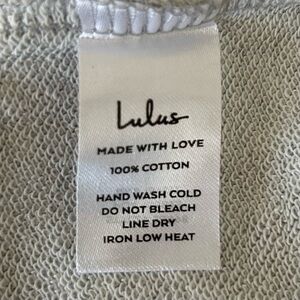 Lulus
MADE WITH LOVE
100% COTTON
HAND WASH COLD
DO NOT BLEACH
LINE DRY
IRON LOW HEAT